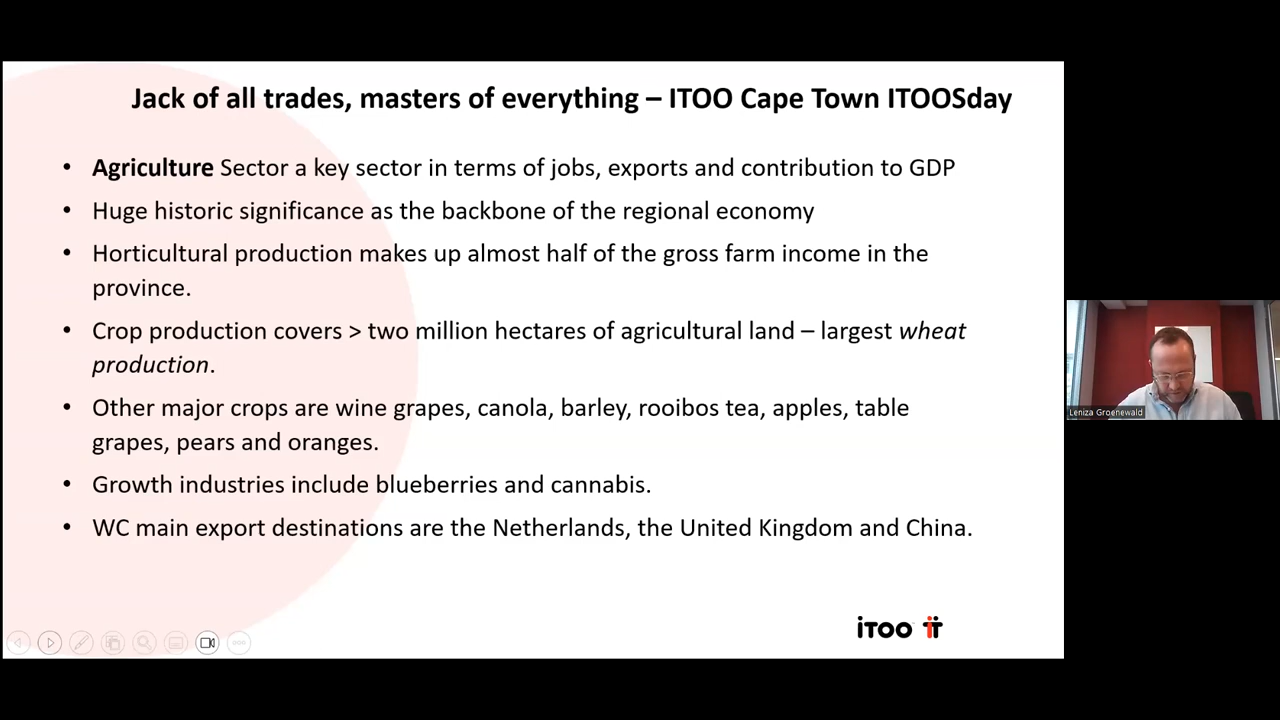 Jack of all trades, masters of everything – ITOO Cape Town ITOOSday
• Agriculture Sector a key sector in terms of jobs, exports and contribution to GDP
• Huge historic significance as the backbone of the regional economy
• Horticultural production makes up almost half of the gross farm income in the
province.
• Crop production covers > two million hectares of agricultural land – largest wheat
production.
• Other major crops are wine grapes, canola, barley, rooibos tea, apples, table
grapes, pears and oranges.
• Growth industries include blueberries and cannabis.
• WC main export destinations are the Netherlands, the United Kingdom and China.
Leniza Groenewald
iTOO